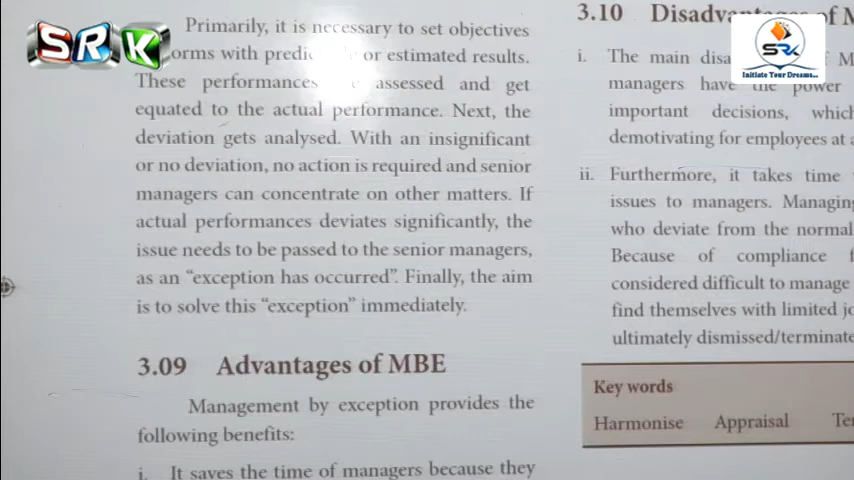 SRK
SRK
Initiate Your Dreams...
Primarily, it is necessary to set objectives
orms with predic or estimated results.
These performances assessed and get
equated to the actual performance. Next, the
deviation gets analysed. With an insignificant
or no deviation, no action is required and senior
managers can concentrate on other matters. If
actual performances deviates significantly, the
issue needs to be passed to the senior managers,
as an “exception has occurred”. Finally, the aim
is to solve this “exception” immediately.
3.09 Advantages of MBE
Management by exception provides the
following benefits:
i. It saves the time of managers because they
3.10 Disadvantages of M
i. The main disa of M
managers have the power
important decisions, which
demotivating for employees at a
ii. Furthermore, it takes time
issues to managers. Managing
who deviate from the normal
Because of compliance f
considered difficult to manage
find themselves with limited jo
ultimately dismissed/terminate
Key words
Harmonise Appraisal Te